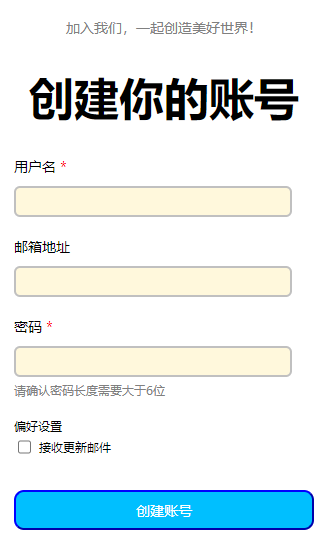 加入我们，一起创造美好世界！
创建你的账号
用户名 *
邮箱地址
密码 *
请确认密码长度需要大于6位
偏好设置
接收更新邮件
创建账号